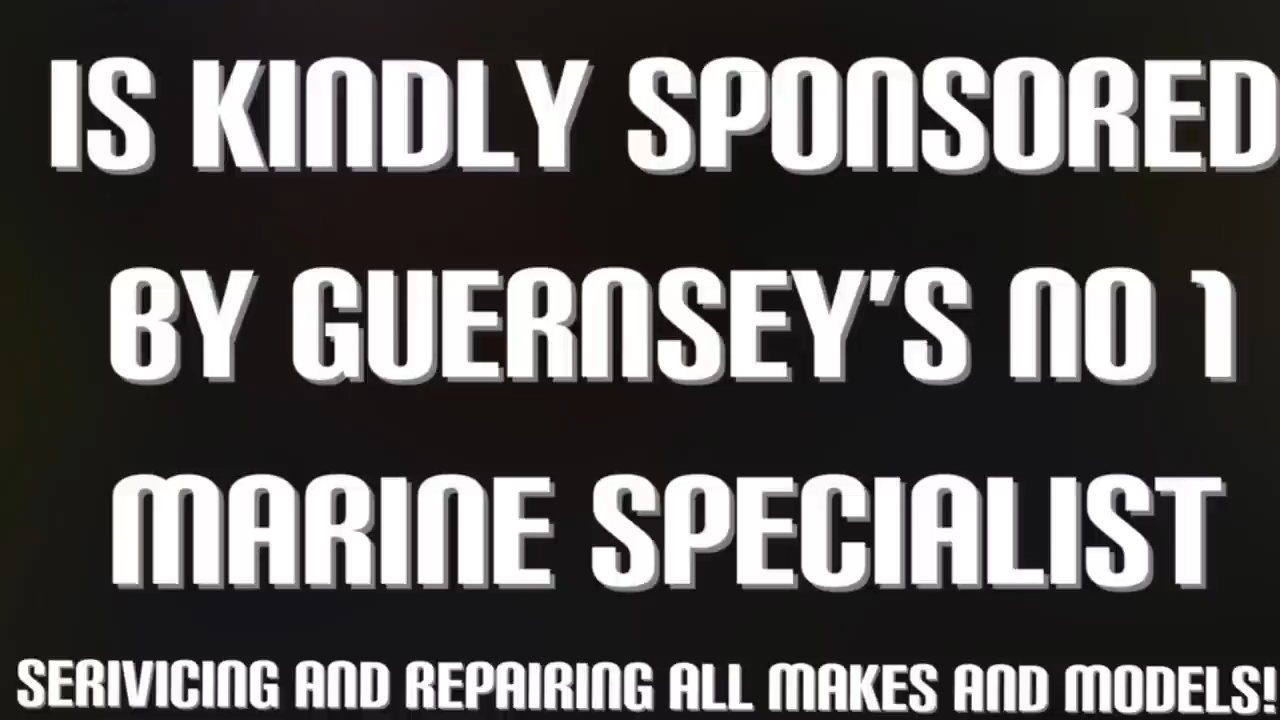 IS KINDLY SPONSORED
BY GUERNSEY'S NO 1
MARINE SPECIALIST
SERIVICING AND REPAIRING ALL MAKES AND MODELS!